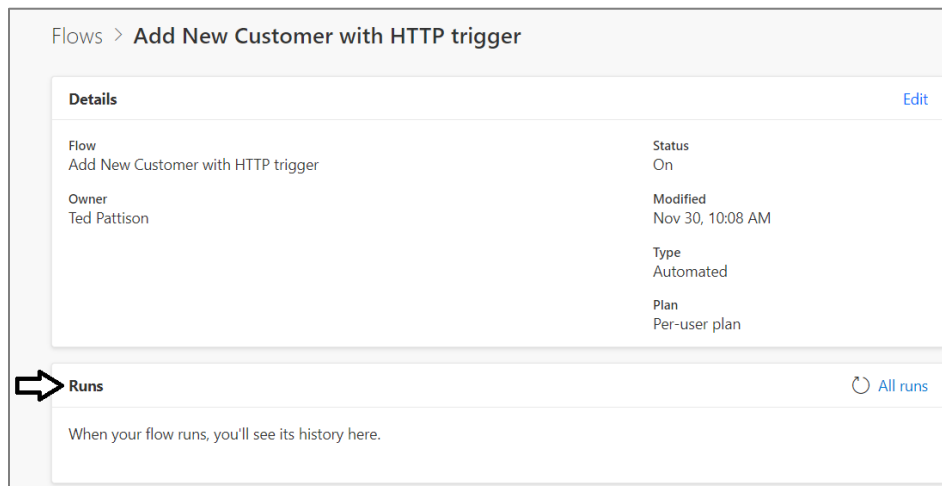 Flows > Add New Customer with HTTP trigger
Details
Edit
Flow
Add New Customer with HTTP trigger
Owner
Ted Pattison
Status
On
Modified
Nov 30, 10:08 AM
Type
Automated
Plan
Per-user plan
Runs
All runs
When your flow runs, you'll see its history here.